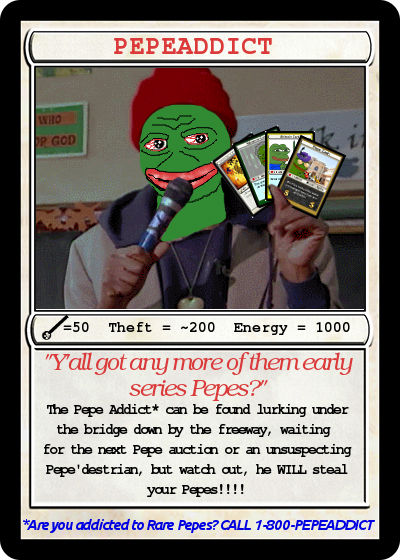 PEPEADDICT
WHO
OP GOD
k in
=50 Theft = ~200 Energy = 1000
"Y'all got any more of them early
series Pepes?"
The Pepe Addict* can be found lurking under
the bridge down by the freeway, waiting
for the next Pepe auction or an unsuspecting
Pepe'destrian, but watch out, he WILL steal
your Pepes!!!!
*Are you addicted to Rare Pepes? CALL 1-800-PEPEADDICT